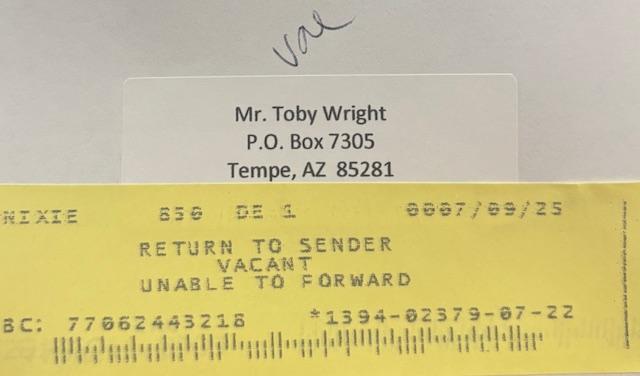 vac
Mr. Toby Wright
P.O. Box 7305
Tempe, AZ 85281
NIXIE 850 DE 1 0007/09/25
RETURN TO SENDER
VACANT
UNABLE TO FORWARD
BC: 77062443218 *1394-02379-07-22